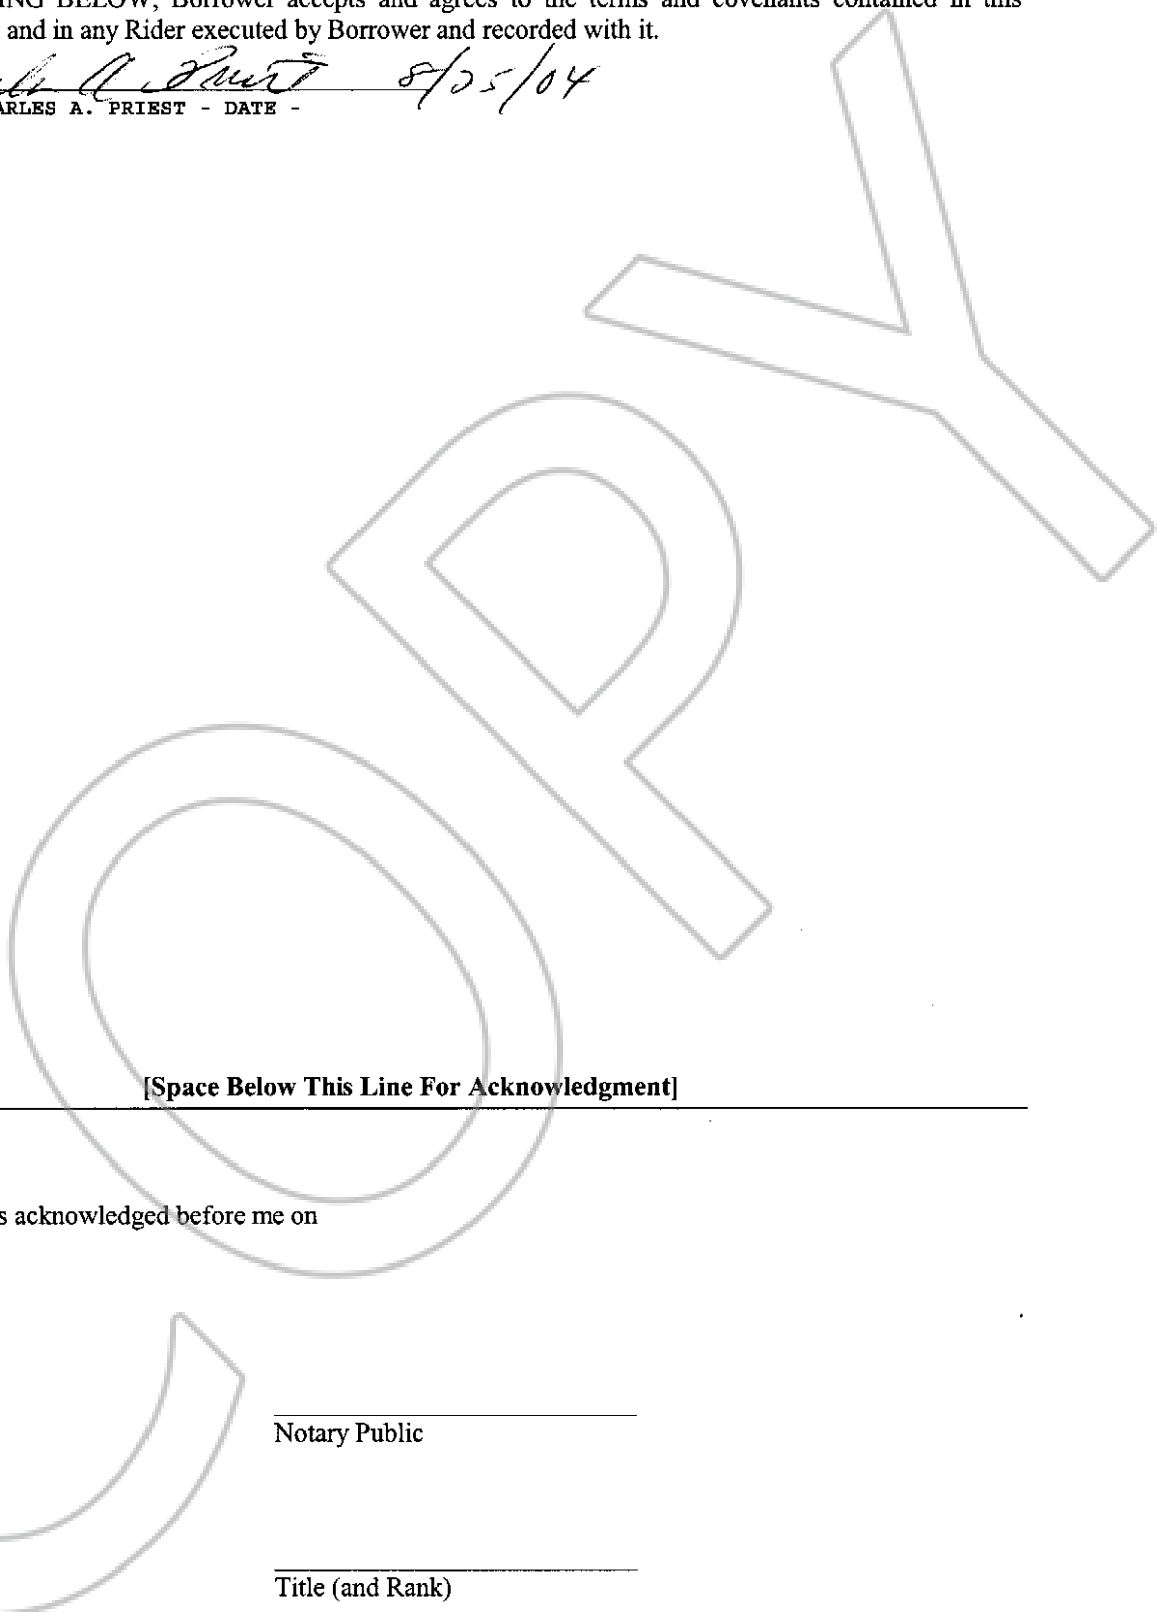 ING BELOW, Borrower accepts and agrees to the terms and covenants contained in this
and in any Rider executed by Borrower and recorded with it.
A. Priest 8/25/04
ARLES A. PRIEST - DATE -
COPY
[Space Below This Line For Acknowledgment]
s acknowledged before me on
Notary Public
Title (and Rank)